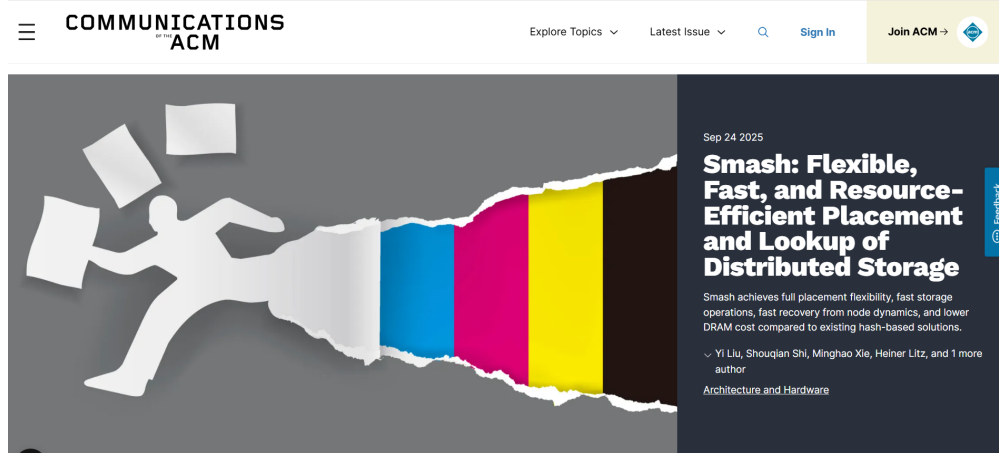 COMMUNICATIONS
OF THE
ACM
Explore Topics
Latest Issue
Sign In
Join ACM →
acm
Sep 24 2025
Smash: Flexible,
Fast, and Resource-
Efficient Placement
and Lookup of
Distributed Storage
Smash achieves full placement flexibility, fast storage
operations, fast recovery from node dynamics, and lower
DRAM cost compared to existing hash-based solutions.
Yi Liu, Shouqian Shi, Minghao Xie, Heiner Litz, and 1 more
author
Architecture and Hardware
Feedback